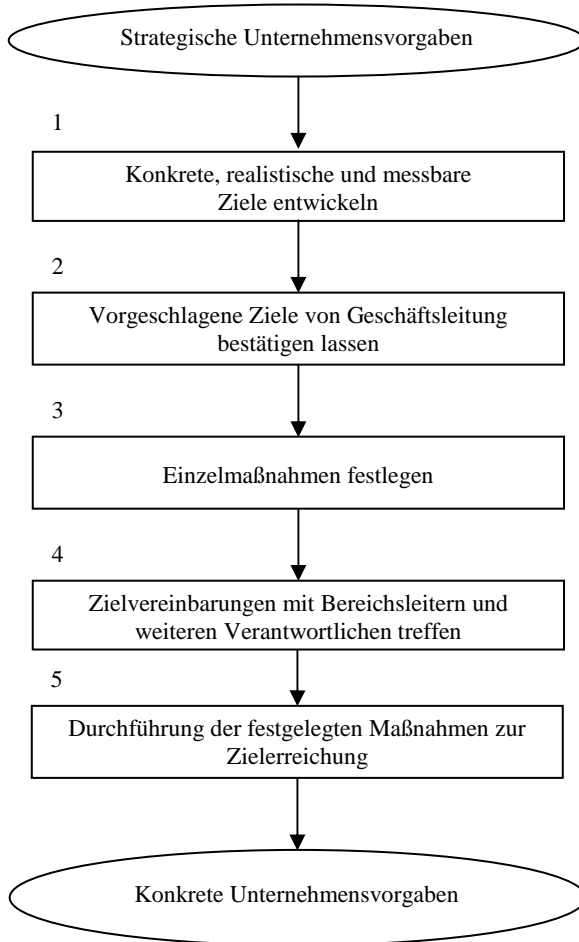 Strategische Unternehmensvorgaben
1
Konkrete, realistische und messbare
Ziele entwickeln
2
Vorgeschlagene Ziele von Geschäftsleitung
bestätigen lassen
3
Einzelmaßnahmen festlegen
4
Zielvereinbarungen mit Bereichsleitern und
weiteren Verantwortlichen treffen
5
Durchführung der festgelegten Maßnahmen zur
Zielerreichung
Konkrete Unternehmensvorgaben